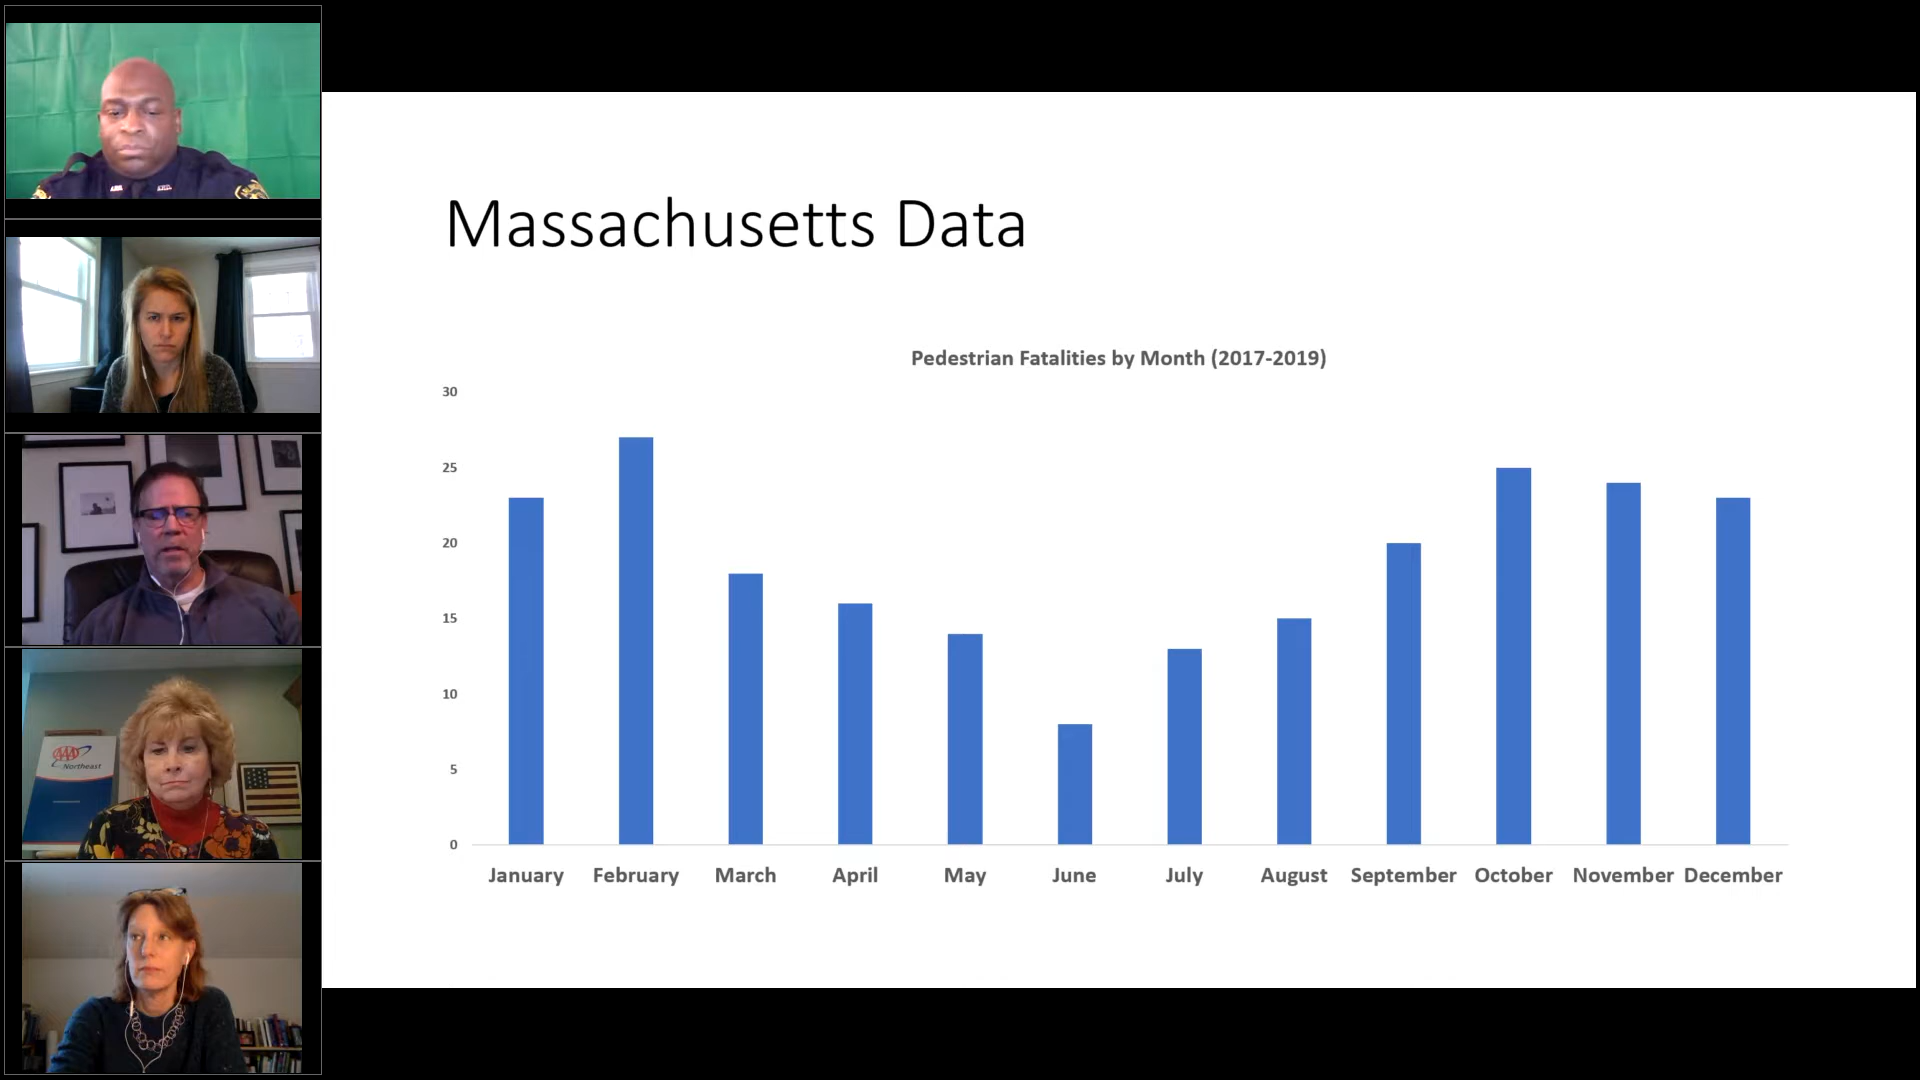 Massachusetts Data
Pedestrian Fatalities by Month (2017-2019)
30
25
20
15
10
5
0
January February March April May June July August September October November December
AAA
Northeast